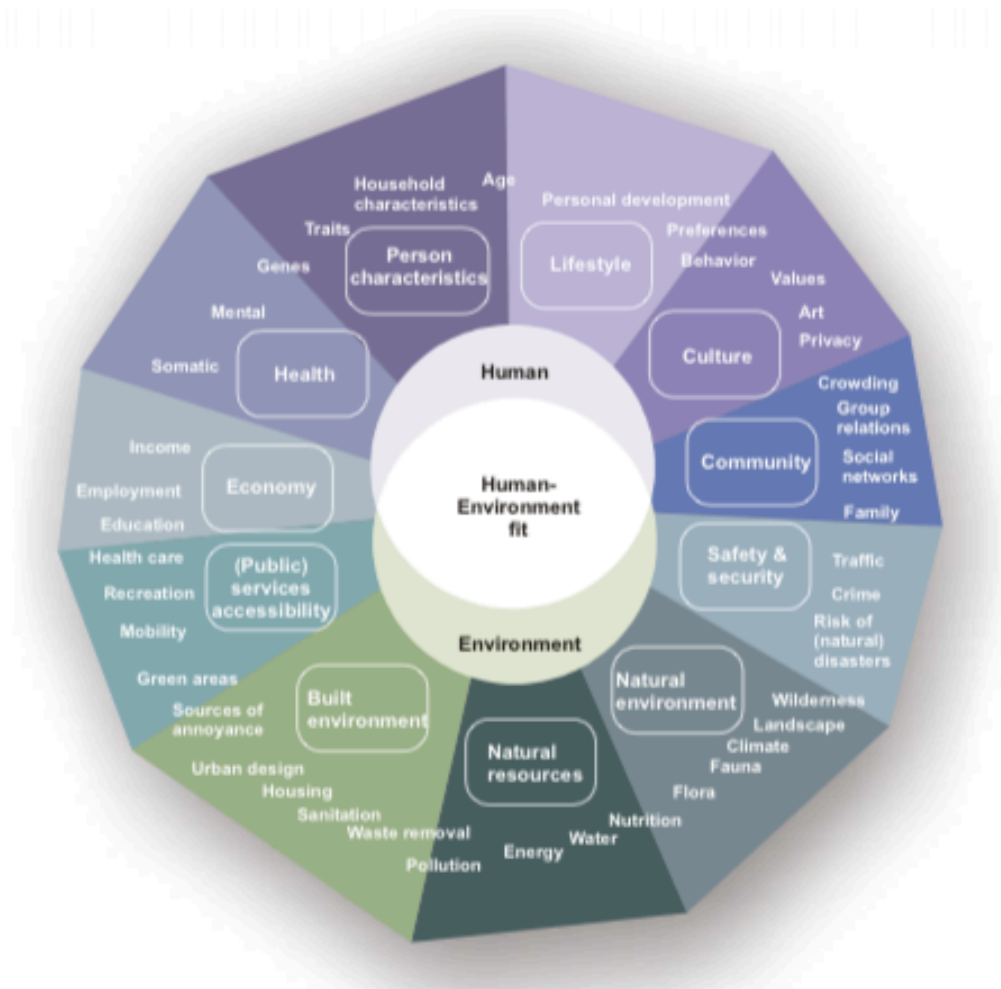 Age
Household
characteristics
Traits
Genes
Person
characteristics
Personal development
Preferences
Behavior
Lifestyle
Values
Art
Privacy
Culture
Crowding
Group
relations
Social
networks
Family
Community
Traffic
Crime
Risk of
(natural)
disasters
Safety &
security
Wilderness
Landscape
Climate
Fauna
Flora
Natural
environment
Nutrition
Water
Energy
Pollution
Natural
resources
Waste removal
Sanitation
Housing
Urban design
Sources of
annoyance
Green areas
Built
environment
Mobility
Recreation
Health care
(Public)
services
accessibility
Education
Employment
Income
Economy
Somatic
Mental
Health
Human
Human-
Environment
fit
Environment